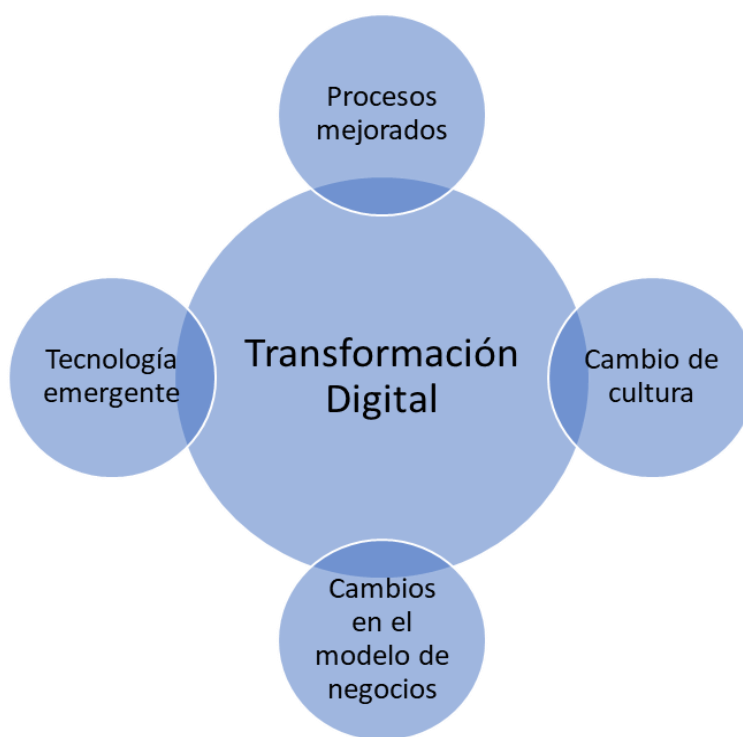 Procesos
mejorados
Tecnología
emergente
Transformación
Digital
Cambio de
cultura
Cambios
en el
modelo de
negocios